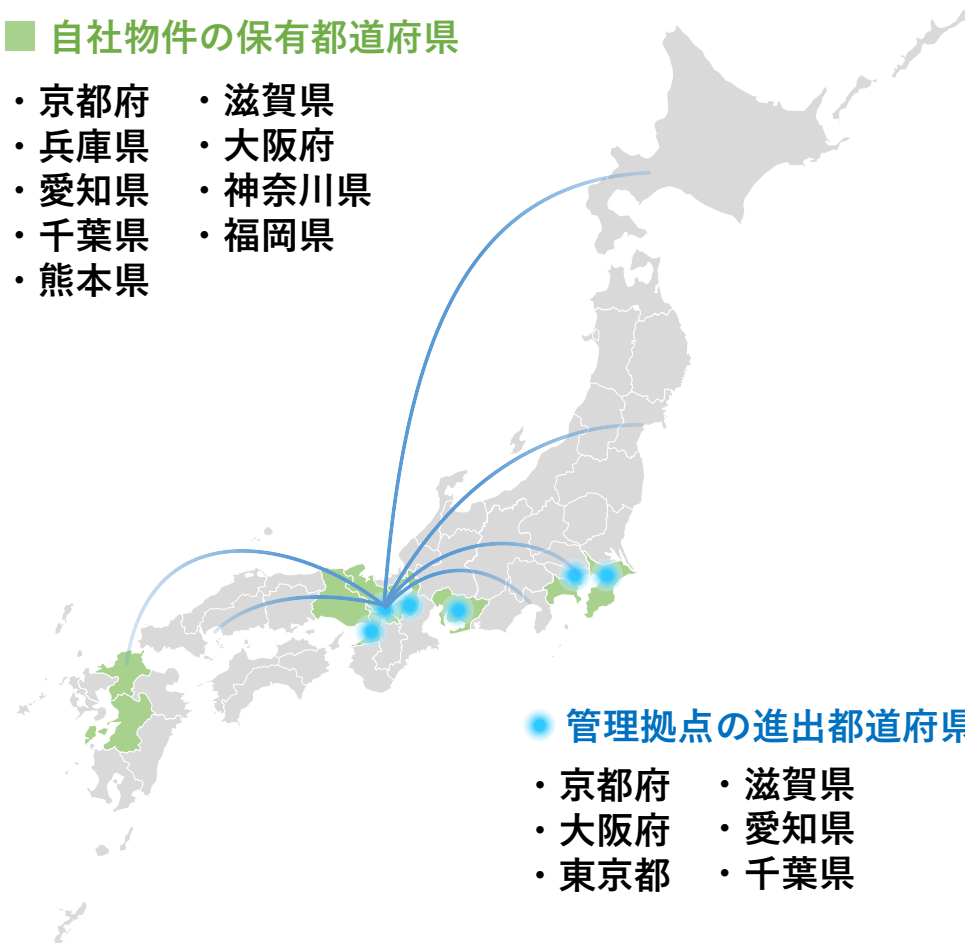 自社物件の保有都道府県
・京都府 ・滋賀県
・兵庫県 ・大阪府
・愛知県 ・神奈川県
・千葉県 ・福岡県
・熊本県
管理拠点の進出都道府県
・京都府 ・滋賀県
・大阪府 ・愛知県
・東京都 ・千葉県